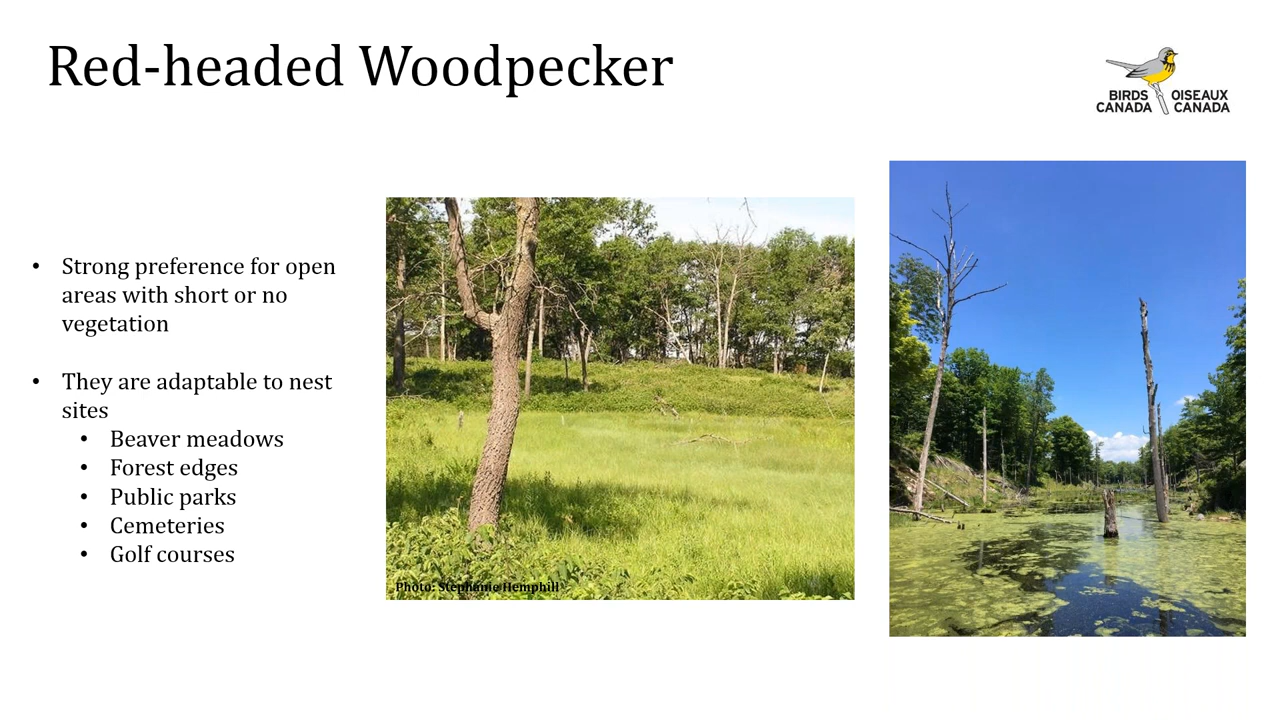 Red-headed Woodpecker
BIRDS OISEAUX
CANADA CANADA
• Strong preference for open
areas with short or no
vegetation
• They are adaptable to nest
sites
• Beaver meadows
• Forest edges
• Public parks
• Cemeteries
• Golf courses
Photo: Stephanie Hemphill